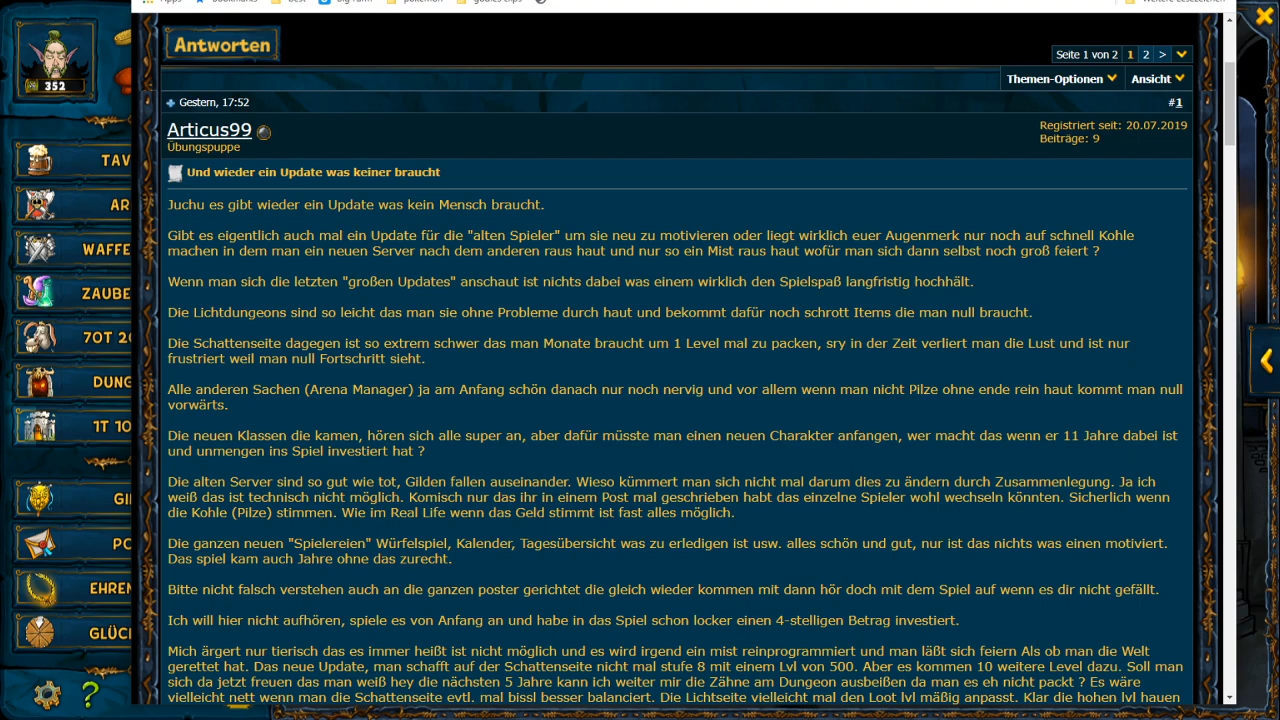 Apps
Bookmarks
Best
Big Farm
pokemon
Weitere Lesezeichen
Antworten
Seite 1 von 2 1 2 >
Themen-Optionen Ansicht
352
Gestern, 17:52 #1
Articus99
Übungspuppe
Registriert seit: 20.07.2019
Beiträge: 9
Und wieder ein Update was keiner braucht
Juchu es gibt wieder ein Update was kein Mensch braucht.
Gibt es eigentlich auch mal ein Update für die "alten Spieler" um sie neu zu motivieren oder liegt wirklich euer Augenmerk nur noch auf schnell Kohle
machen in dem man ein neuen Server nach dem anderen raus haut und nur so ein Mist raus haut wofür man sich dann selbst noch groß feiert ?
Wenn man sich die letzten "großen Updates" anschaut ist nichts dabei was einem wirklich den Spielspaß langfristig hochhält.
Die Lichtdungeons sind so leicht das man sie ohne Probleme durch haut und bekommt dafür noch schrott Items die man null braucht.
Die Schattenseite dagegen ist so extrem schwer das man Monate braucht um 1 Level mal zu packen, sry in der Zeit verliert man die Lust und ist nur
frustriert weil man null Fortschritt sieht.
Alle anderen Sachen (Arena Manager) ja am Anfang schön danach nur noch nervig und vor allem wenn man nicht Pilze ohne ende rein haut kommt man null
vorwärts.
Die neuen Klassen die kamen, hören sich alle super an, aber dafür müsste man einen neuen Charakter anfangen, wer macht das wenn er 11 Jahre dabei ist
und unmengen ins Spiel investiert hat ?
Die alten Server sind so gut wie tot, Gilden fallen auseinander. Wieso kümmert man sich nicht mal darum dies zu ändern durch Zusammenlegung. Ja ich
weiß das ist technisch nicht möglich. Komisch nur das ihr in einem Post mal geschrieben habt das einzelne Spieler wohl wechseln könnten. Sicherlich wenn
die Kohle (Pilze) stimmen. Wie im Real Life wenn das Geld stimmt ist fast alles möglich.
Die ganzen neuen "Spielereien" Würfelspiel, Kalender, Tagesübersicht was zu erledigen ist usw. alles schön und gut, nur ist das nichts was einen motiviert.
Das spiel kam auch Jahre ohne das zurecht.
Bitte nicht falsch verstehen auch an die ganzen poster gerichtet die gleich wieder kommen mit dann hör doch mit dem Spiel auf wenn es dir nicht gefällt.
Ich will hier nicht aufhören, spiele es von Anfang an und habe in das Spiel schon locker einen 4-stelligen Betrag investiert.
Mich ärgert nur tierisch das es immer heißt ist nicht möglich und es wird irgend ein mist reinprogrammiert und man läßt sich feiern Als ob man die Welt
gerettet hat. Das neue Update, man schafft auf der Schattenseite nicht mal stufe 8 mit einem Lvl von 500. Aber es kommen 10 weitere Level dazu. Soll man
sich da jetzt freuen das man weiß hey die nächsten 5 Jahre kann ich weiter mir die Zähne am Dungeon ausbeißen da man es eh nicht packt ? Es wäre
vielleicht nett wenn man die Schattenseite evtl. mal bissl besser balanciert. Die Lichtseite vielleicht mal den Loot lvl mäßig anpasst. Klar die hohen lvl hauen
TAV
AR
WAFFE
ZAUBE
7OT 20
DUNG
1T 10
GI
PO
EHREN
GLÜC
?